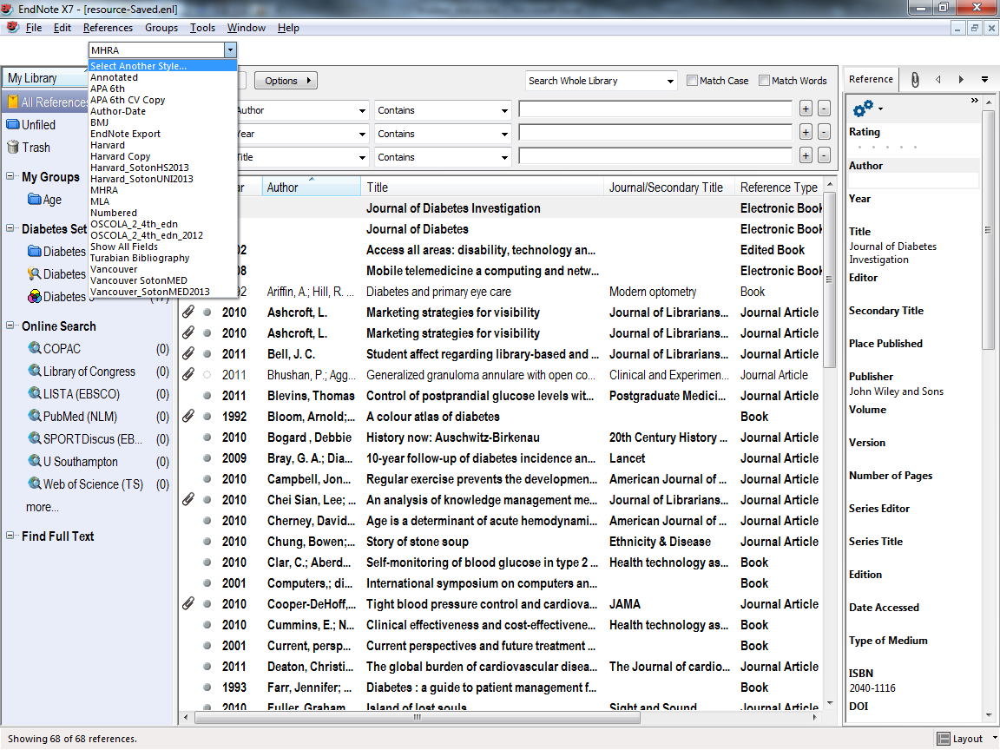 EndNote X7 - [resource-Saved.enl]
File Edit References Groups Tools Window Help
MHRA
Select Another Style...
Annotated
APA 6th
APA 6th CV Copy
Author-Date
BMJ
EndNote Export
Harvard
Harvard Copy
Harvard_SotonHS2013
Harvard_SotonUNI2013
MHRA
MLA
Numbered
OSCOLA_2_4th_edn
OSCOLA_2_4th_edn_2012
Show All Fields
Turabian Bibliography
Vancouver
Vancouver SotonMED
Vancouver_SotonMED2013
My Library
All References
Unfiled
Trash
My Groups
Age
Diabetes Set
Diabetes
Diabetes
Diabetes
Online Search
COPAC (0)
Library of Congress (0)
LISTA (EBSCO) (0)
PubMed (NLM) (0)
SPORTDiscus (EB... (0)
U Southampton (0)
Web of Science (TS) (0)
more...
Find Full Text
Options Search Whole Library Match Case Match Words
Author Contains + -
Year Contains + -
Title Contains + -
Author Title Journal/Secondary Title Reference Type
Journal of Diabetes Investigation Electronic Book
Journal of Diabetes Electronic Book
Access all areas: disability, technology an... Edited Book
Mobile telemedicine a computing and netw... Electronic Book
Ariffin, A.; Hill, R. ... Diabetes and primary eye care Modern optometry Book
2010 Ashcroft, L. Marketing strategies for visibility Journal of Librarians... Journal Article
2010 Ashcroft, L. Marketing strategies for visibility Journal of Librarians... Journal Article
2011 Bell, J. C. Student affect regarding library-based and ... Journal of Librarians... Journal Article
2011 Bhushan, P.; Agg... Generalized granuloma annulare with open co... Clinical and Experimen... Journal Article
2011 Blevins, Thomas Control of postprandial glucose levels wit... Postgraduate Medici... Journal Article
1992 Bloom, Arnold;... A colour atlas of diabetes Book
2010 Bogard , Debbie History now: Auschwitz-Birkenau 20th Century History ... Journal Article
2009 Bray, G. A.; Dia... 10-year follow-up of diabetes incidence an... Lancet Journal Article
2010 Campbell, Jon... Regular exercise prevents the developmen... American Journal of ... Journal Article
2010 Chei Sian, Lee; ... An analysis of knowledge management me... Journal of Librarians... Journal Article
2010 Cherney, David... Age is a determinant of acute hemodynami... American Journal of ... Journal Article
2010 Chung, Bowen;... Story of stone soup Ethnicity & Disease Journal Article
2010 Clar, C.; Aberd... Self-monitoring of blood glucose in type 2 ... Health technology as... Book
2001 Computers,; di... International symposium on computers an... Book
2010 Cooper-DeHoff,... Tight blood pressure control and cardiova... JAMA Journal Article
2010 Cummins, E.; N... Clinical effectiveness and cost-effectivene... Health technology as... Book
2001 Current, persp... Current perspectives and future treatment ... Book
2011 Deaton, Christi... The global burden of cardiovascular disea... The Journal of cardio... Journal Article
1993 Farr, Jennifer; ... Diabetes : a guide to patient management f... Book
2010 Fuller, Graham Island of lost souls Sight and Sound Journal Article
Reference
Rating
Author
Year
Title
Journal of Diabetes
Investigation
Editor
Secondary Title
Place Published
Publisher
John Wiley and Sons
Volume
Version
Number of Pages
Series Editor
Series Title
Edition
Date Accessed
Type of Medium
ISBN
2040-1116
DOI
Showing 68 of 68 references. Layout